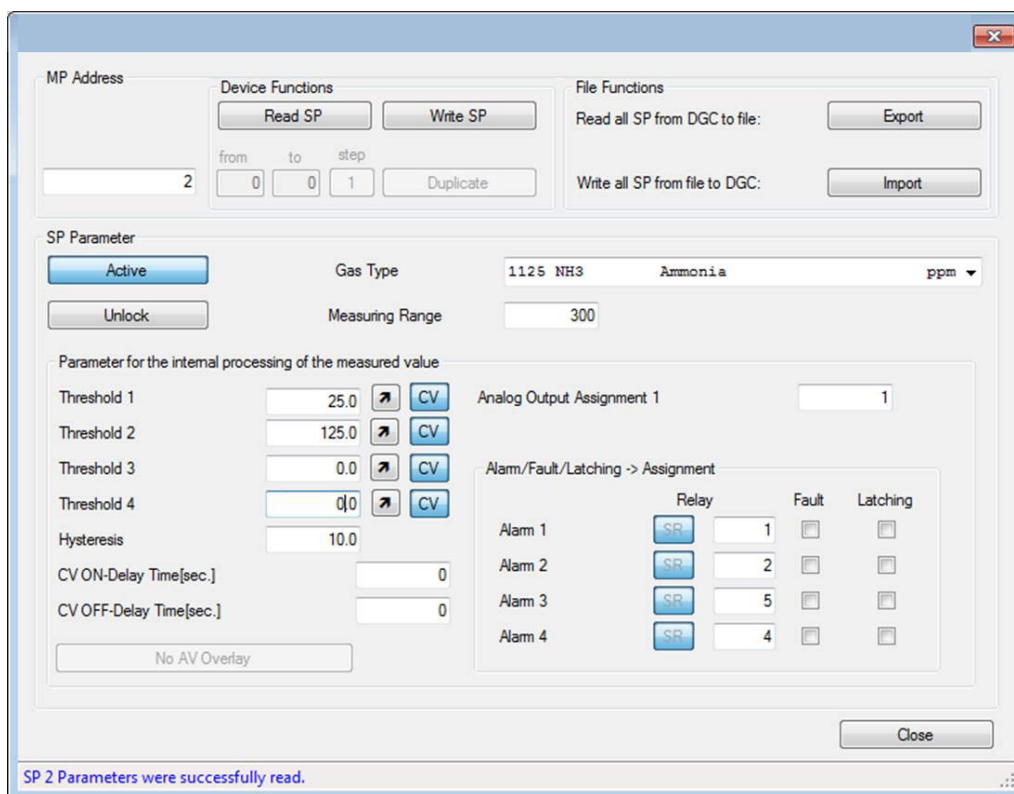 MP Address
2
Device Functions
Read SP Write SP
from to step
0 0 1 Duplicate
File Functions
Read all SP from DGC to file: Export
Write all SP from file to DGC: Import
SP Parameter
Active Gas Type 1125 NH3 Ammonia ppm
Unlock Measuring Range 300
Parameter for the internal processing of the measured value
Threshold 1 25.0 CV
Threshold 2 125.0 CV
Threshold 3 0.0 CV
Threshold 4 0.0 CV
Hysteresis 10.0
CV ON-Delay Time[sec.] 0
CV OFF-Delay Time[sec.] 0
No AV Overlay
Analog Output Assignment 1 1
Alarm/Fault/Latching -> Assignment
Relay Fault Latching
Alarm 1 SR 1
Alarm 2 SR 2
Alarm 3 SR 5
Alarm 4 SR 4
Close
SP 2 Parameters were successfully read.